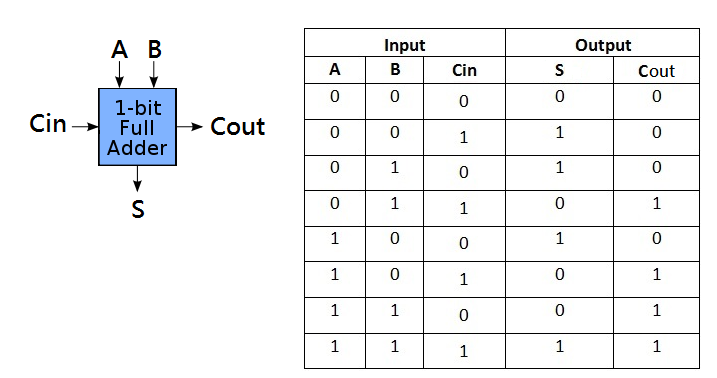 A B
1-bit
Full
Adder
Cin
Cout
S
Input Output
A B Cin S Cout
0 0 0 0 0
0 0 1 1 0
0 1 0 1 0
0 1 1 0 1
1 0 0 1 0
1 0 1 0 1
1 1 0 0 1
1 1 1 1 1